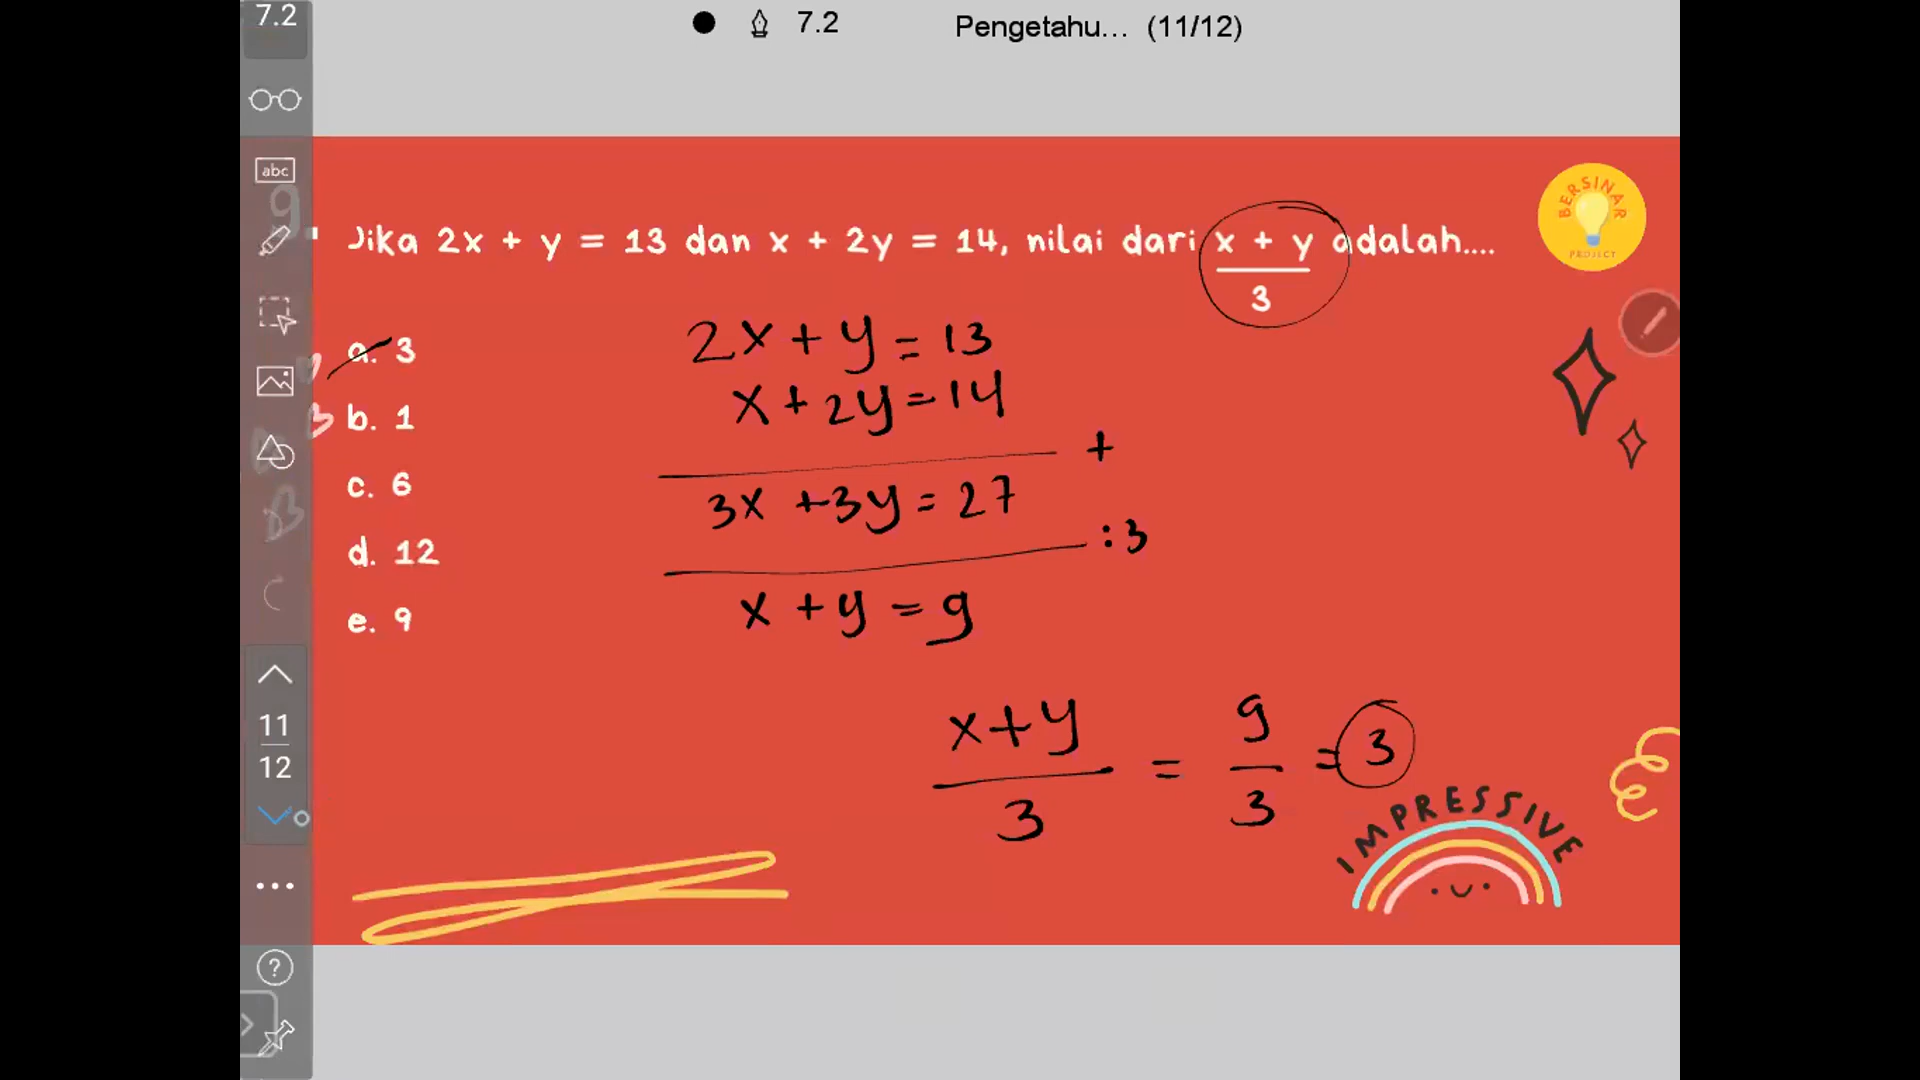 7.2
7.2 Pengetahu... (11/12)
abc
9.
Jika 2x + y = 13 dan x + 2y = 14, nilai dari x + y adalah....
3
a. 3
b. 1
c. 6
d. 12
e. 9
2x + y = 13
x + 2y = 14
+
3x + 3y = 27
:3
x + y = 9
x+y
3
=
9
3
= 3
BERSINAR
PROJECT
IMPRESSIVE
11
12
?